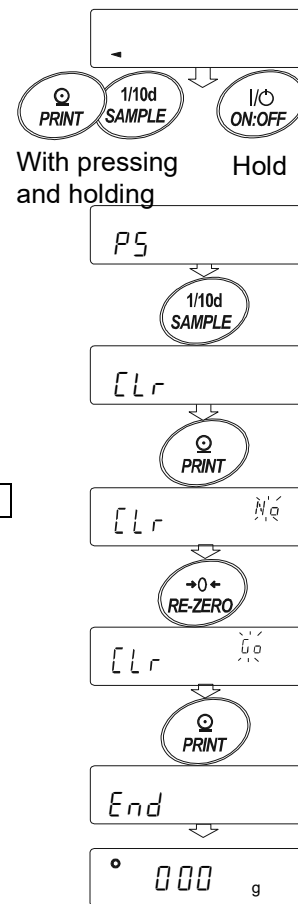 1/10d I/⏻
PRINT SAMPLE ON:OFF
With pressing Hold
and holding
PS
1/10d
SAMPLE
CLr
PRINT
CLr No
→0←
RE-ZERO
CLr Go
PRINT
End
000 g